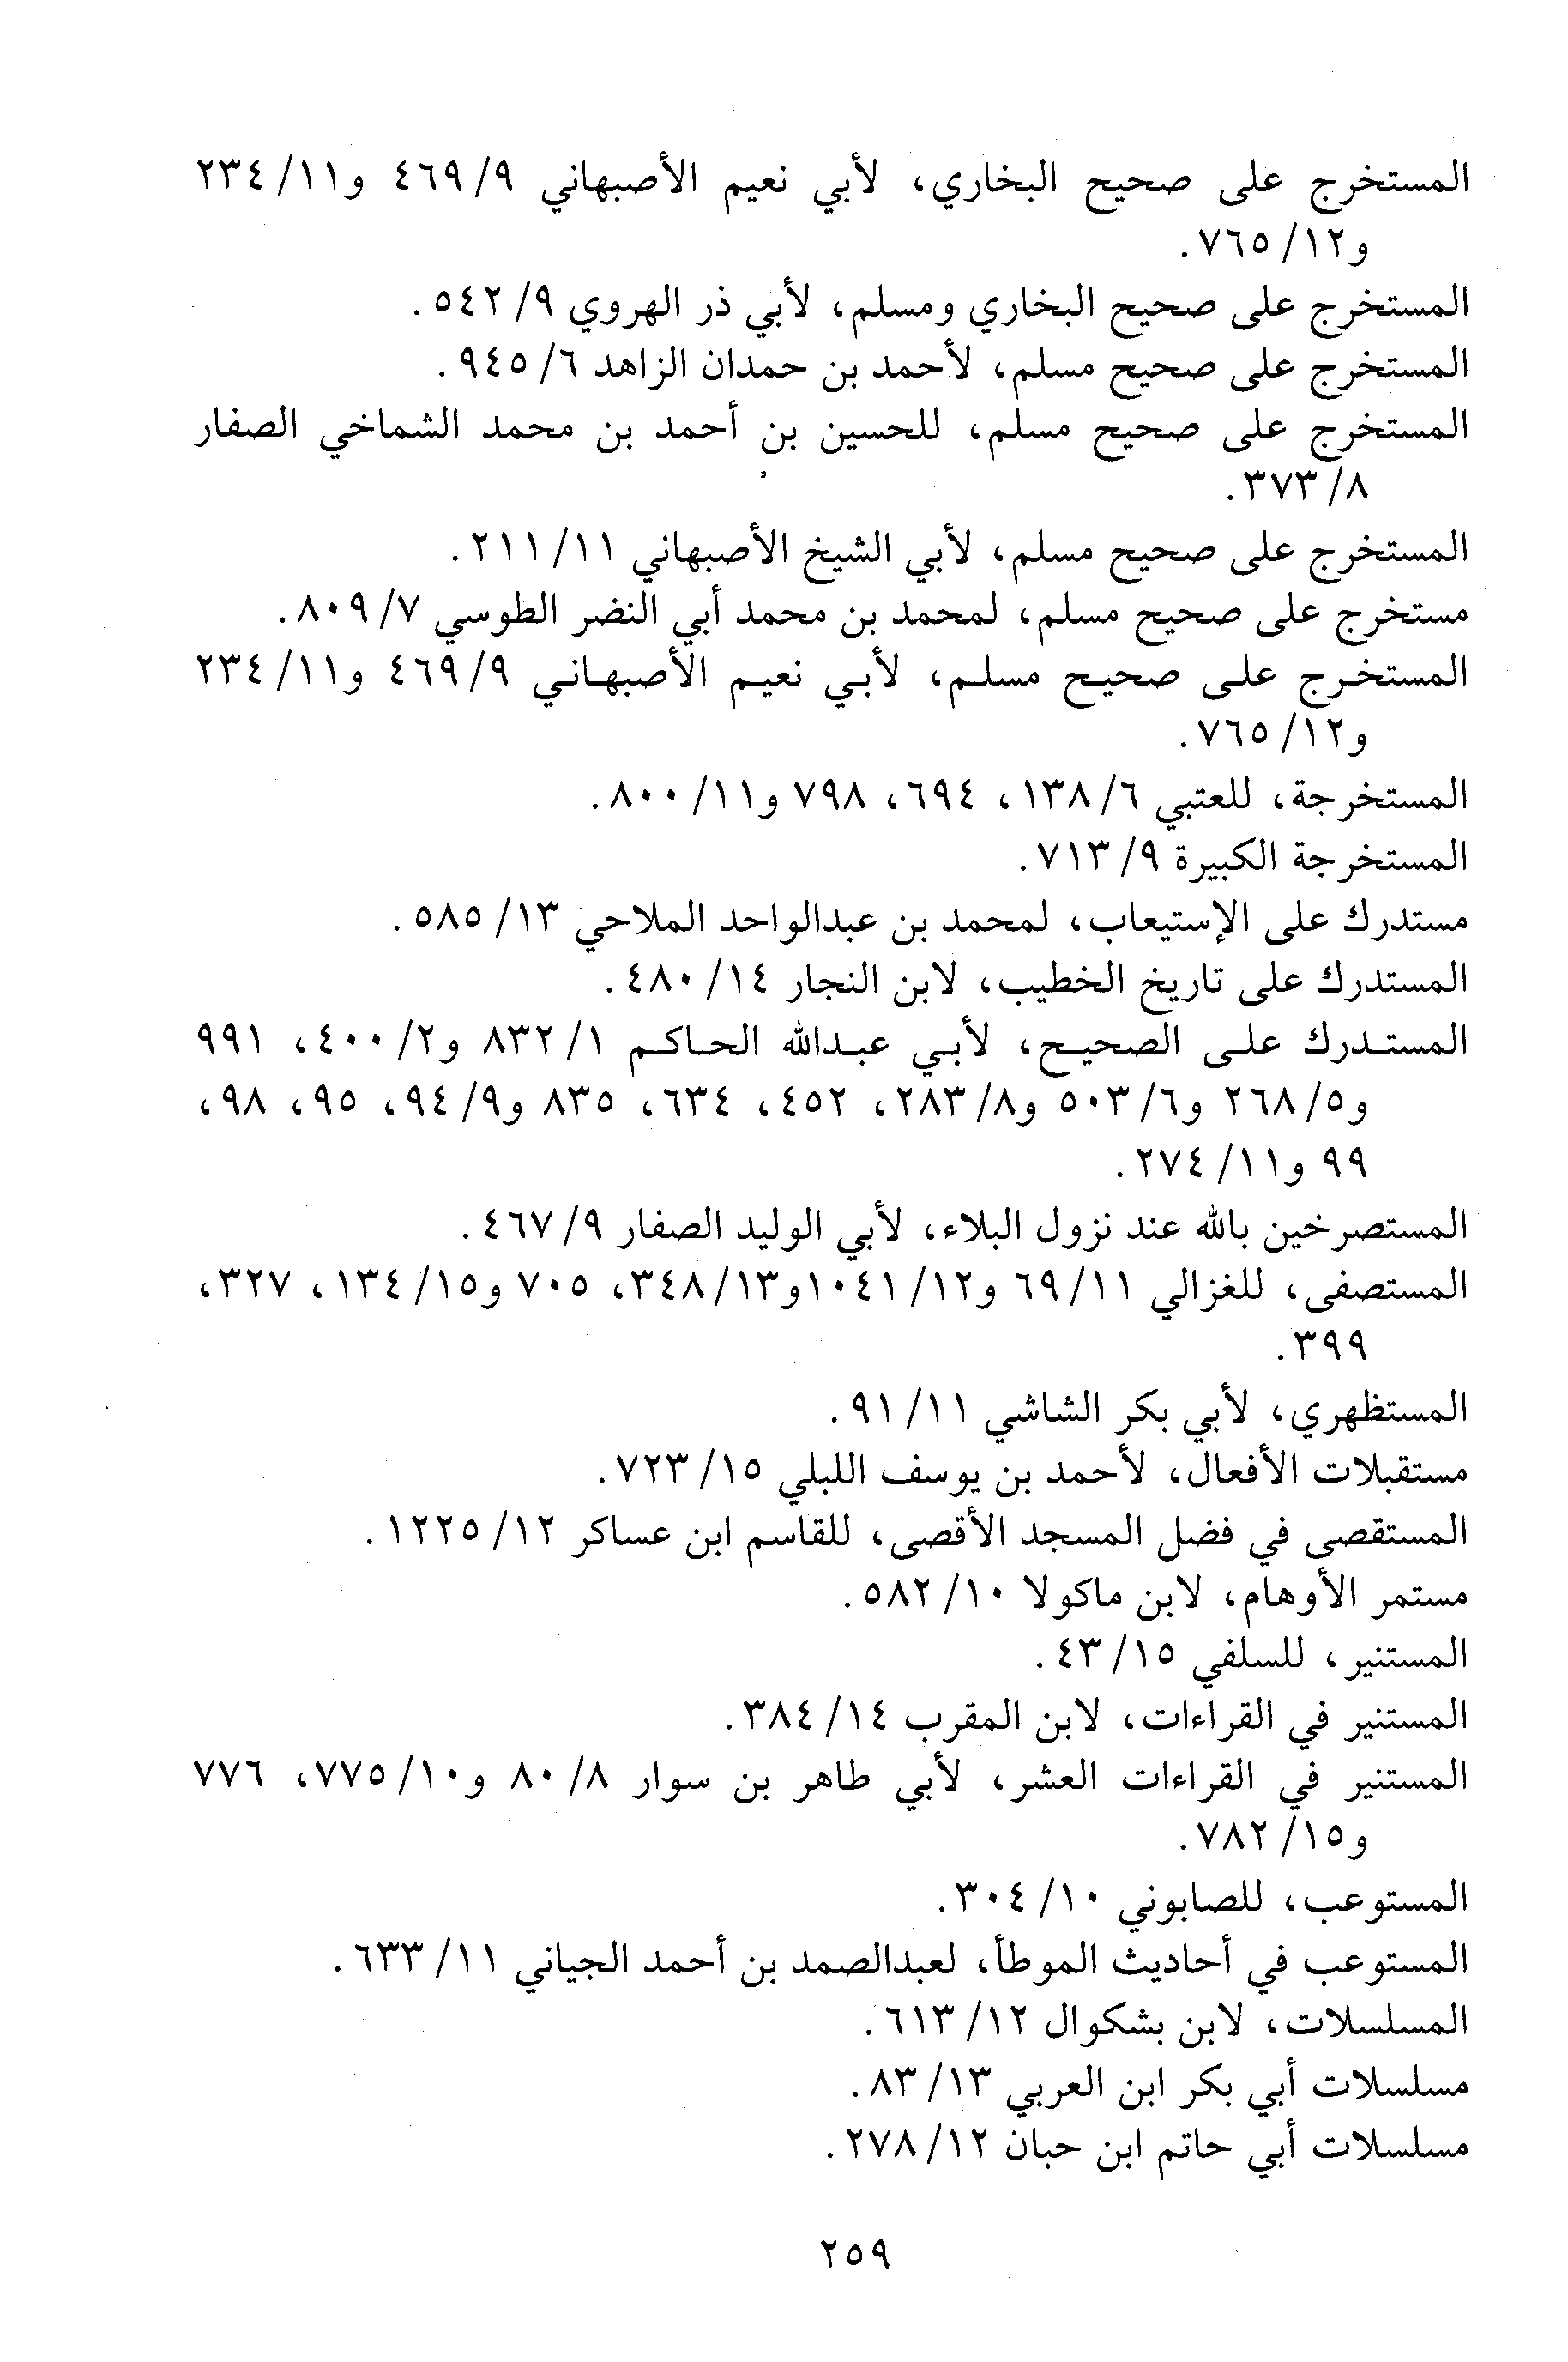 المستخرج على صحيح البخاري، لأبي نعيم الأصبهاني ٩/ ٤٦٩ و١١/ ٢٣٤
و١٢/ ٧٦٥.
المستخرج على صحيح البخاري ومسلم، لأبي ذر الهروي ٩/ ٥٤٢.
المستخرج على صحيح مسلم، لأحمد بن حمدان الزاهد ٦/ ٩٤٥.
المستخرج على صحيح مسلم، للحسين بن أحمد بن محمد الشماخي الصفار
٨/ ٣٧٣.
المستخرج على صحيح مسلم، لأبي الشيخ الأصبهاني ١١/ ٢١١.
مستخرج على صحيح مسلم، لمحمد بن محمد أبي النضر الطوسي ٧/ ٨٠٩.
المستخرج على صحيح مسلم، لأبي نعيم الأصبهاني ٩/ ٤٦٩ و١١/ ٢٣٤
و١٢/ ٧٦٥.
المستخرجة، للعتبي ٦/ ١٣٨، ٦٩٤، ٧٩٨ و١١/ ٨٠٠.
المستخرجة الكبيرة ٩/ ٧١٣.
مستدرك على الإستيعاب، لمحمد بن عبدالواحد الملاحي ١٣/ ٥٨٥.
المستدرك على تاريخ الخطيب، لابن النجار ١٤/ ٤٨٠.
المستدرك على الصحيح، لأبي عبدالله الحاكم ١/ ٨٣٢ و٢/ ٤٠٠، ٩٩١
و٥/ ٢٦٨ و٦/ ٥٠٣ و٨/ ٢٨٣، ٤٥٢، ٦٣٤، ٨٣٥ و٩/ ٩٤، ٩٥، ٩٨،
٩٩ و١١/ ٢٧٤.
المستصرخين بالله عند نزول البلاء، لأبي الوليد الصفار ٩/ ٤٦٧.
المستصفى، للغزالي ١١/ ٦٩ و١٢/ ١٠٤١و١٣/ ٣٤٨، ٧٠٥ و١٥/ ١٣٤، ٣٢٧،
٣٩٩.
المستظهري، لأبي بكر الشاشي ١١/ ٩١.
مستقبلات الأفعال، لأحمد بن يوسف اللبلي ١٥/ ٧٢٣.
المستقصى في فضل المسجد الأقصى، للقاسم ابن عساكر ١٢/ ١٢٢٥.
مستمر الأوهام، لابن ماكولا ١٠/ ٥٨٢.
المستنير، للسلفي ١٥/ ٤٣.
المستنير في القراءات، لابن المقرب ١٤/ ٣٨٤.
المستنير في القراءات العشر، لأبي طاهر بن سوار ٨/ ٨٠ و١٠/ ٧٧٥، ٧٧٦
و١٥/ ٧٨٢.
المستوعب، للصابوني ١٠/ ٣٠٤.
المستوعب في أحاديث الموطأ، لعبدالصمد بن أحمد الجياني ١١/ ٦٣٣.
المسلسلات، لابن بشكوال ١٢/ ٦١٣.
مسلسلات أبي بكر ابن العربي ١٣/ ٨٣.
مسلسلات أبي حاتم ابن حبان ١٢/ ٢٧٨.
٢٥٩